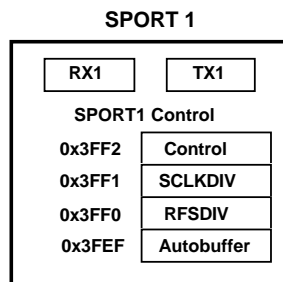 SPORT 1
RX1 TX1
SPORT1 Control
0x3FF2 Control
0x3FF1 SCLKDIV
0x3FF0 RFSDIV
0x3FEF Autobuffer